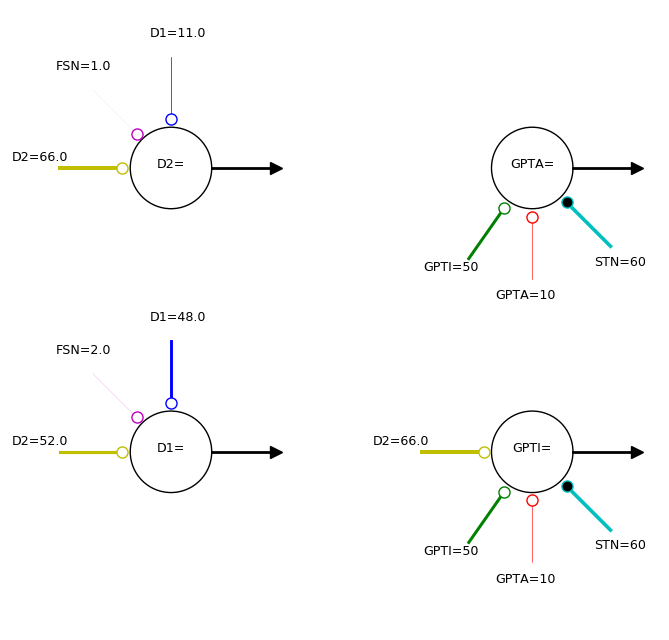 D1=11.0
FSN=1.0
D2=66.0
D2=
GPTA=
GPTI=50
STN=60
GPTA=10
D1=48.0
FSN=2.0
D2=52.0
D1=
D2=66.0
GPTI=
GPTI=50
STN=60
GPTA=10